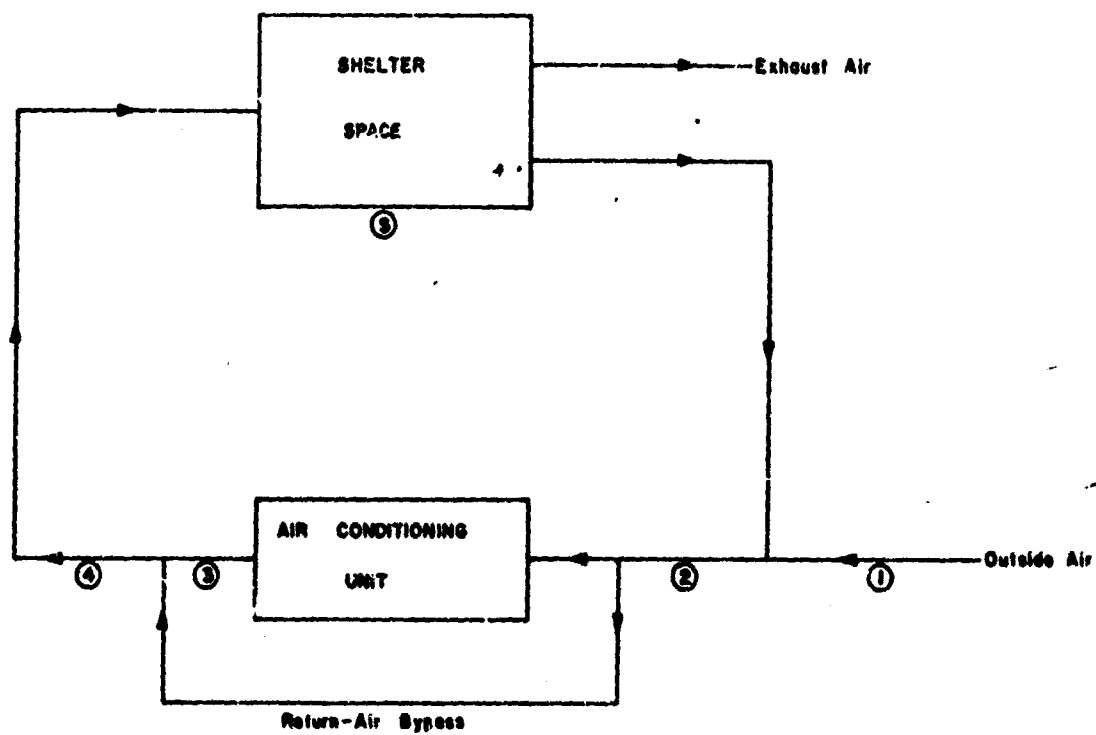 SHELTER
SPACE
Exhaust Air
⑤
AIR CONDITIONING
UNIT
④
③
②
①
Outside Air
Return-Air Bypass